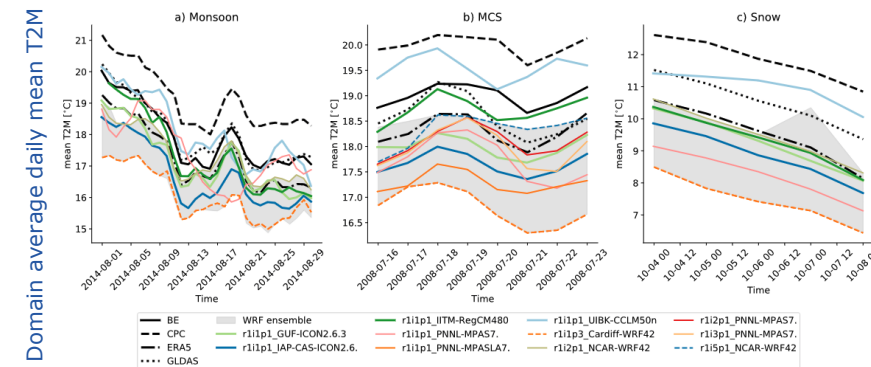 Domain average daily mean T2M
a) Monsoon
b) MCS
c) Snow
mean T2M [°C]
21
20
19
18
17
16
15
2014-08-01
2014-08-05
2014-08-09
2014-08-13
2014-08-17
2014-08-21
2014-08-25
2014-08-29
Time
mean T2M [°C]
20.0
19.5
19.0
18.5
18.0
17.5
17.0
16.5
2008-07-16
2008-07-17
2008-07-18
2008-07-19
2008-07-20
2008-07-21
2008-07-22
2008-07-23
Time
mean T2M [°C]
12
11
10
9
8
7
10-04 00
10-04 12
10-05 00
10-05 12
10-06 00
10-06 12
10-07 00
10-07 12
10-08 0
Time
BE
CPC
ERA5
GLDAS
WRF ensemble
r1i1p1_GUF-ICON2.6.3
r1i1p1_IAP-CAS-ICON2.6.
r1i1p1_IITM-RegCM480
r1i1p1_PNNL-MPAS7.
r1i1p1_PNNL-MPASLA7.
r1i1p1_UIBK-CCLM50n
r1i1p3_Cardiff-WRF42
r1i2p1_NCAR-WRF42
r1i2p1_PNNL-MPAS7.
r1i3p1_PNNL-MPAS7.
r1i5p1_NCAR-WRF42